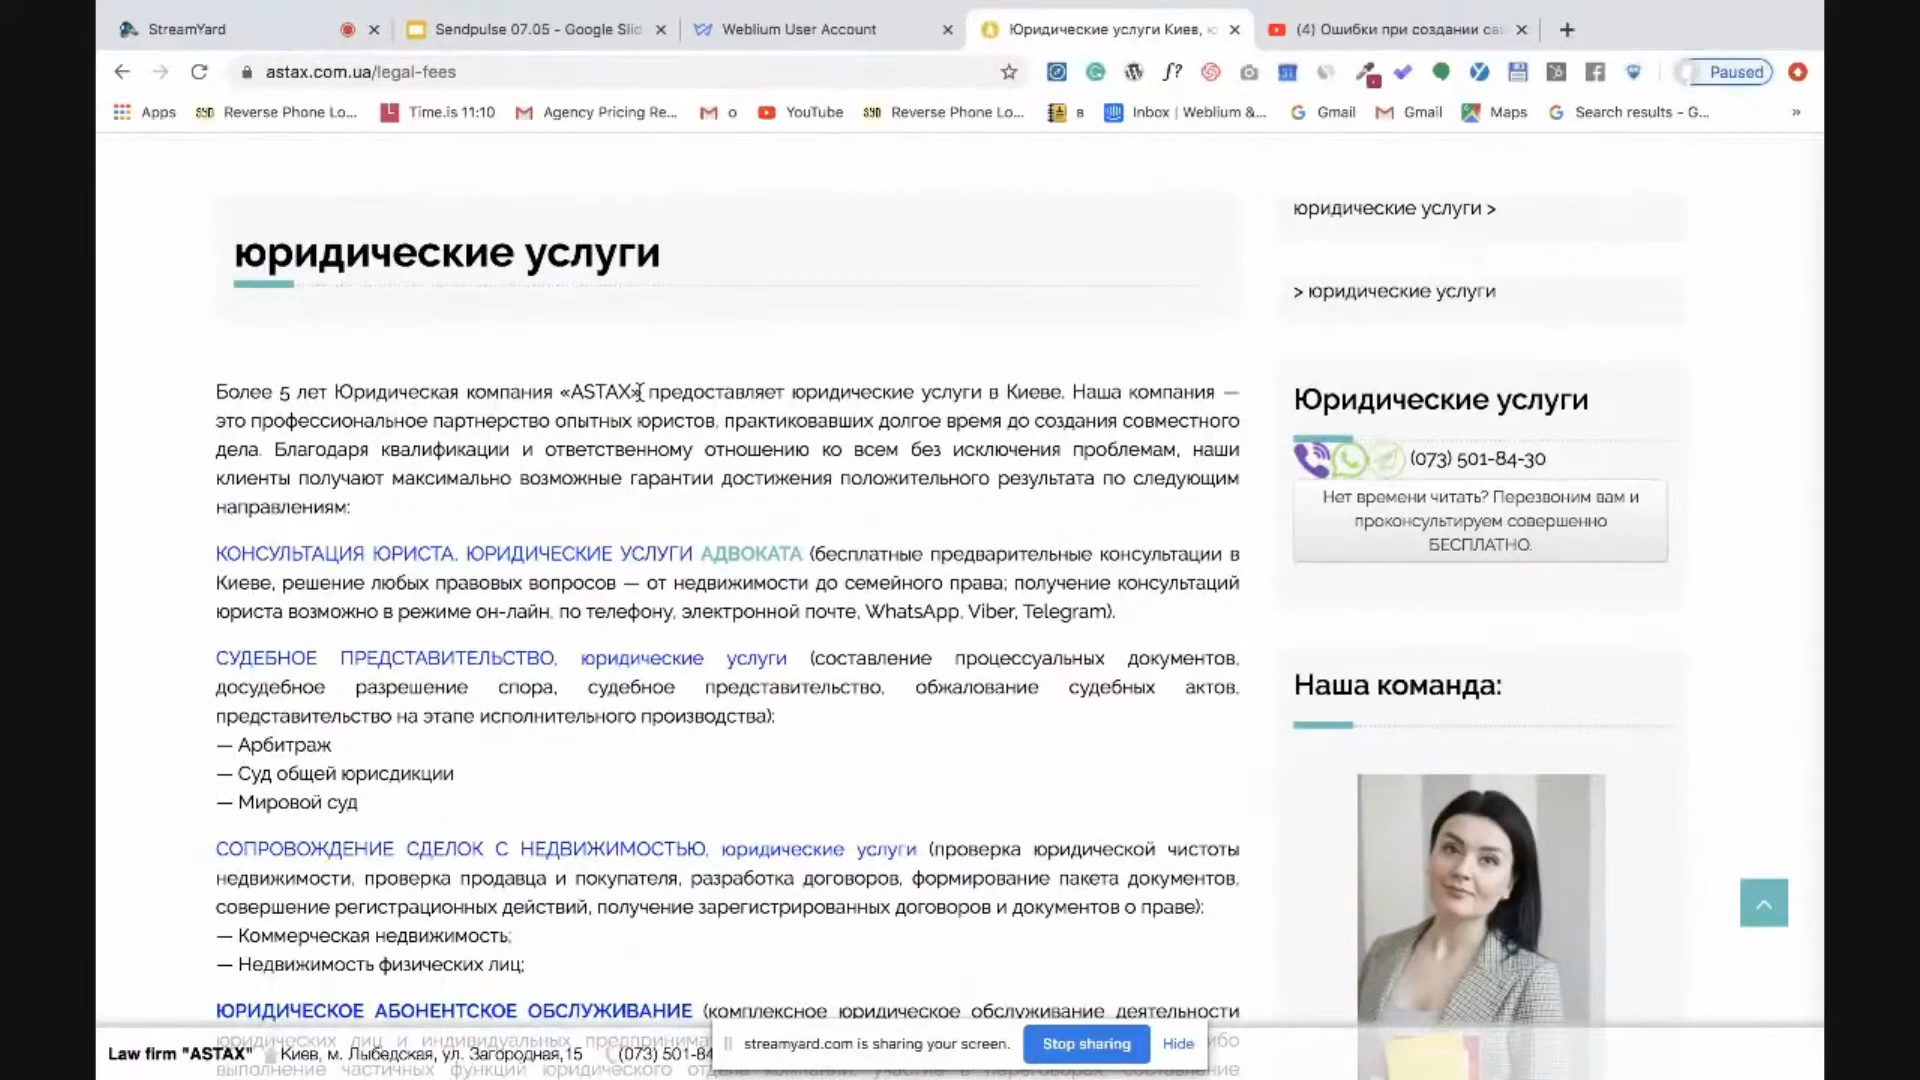 StreamYard
Sendpulse 07.05 - Google Slid
Weblium User Account
Юридические услуги Киев, ю
(4) Ошибки при создании сай
astax.com.ua/legal-fees
Paused
Apps
Reverse Phone Lo...
Time.is 11:10
Agency Pricing Re...
о
YouTube
Reverse Phone Lo...
в
Inbox | Weblium &...
Gmail
Gmail
Maps
Search results - G...
»
юридические услуги
Более 5 лет Юридическая компания «ASTAX» предоставляет юридические услуги в Киеве. Наша компания —
это профессиональное партнерство опытных юристов, практиковавших долгое время до создания совместного
дела. Благодаря квалификации и ответственному отношению ко всем без исключения проблемам, наши
клиенты получают максимально возможные гарантии достижения положительного результата по следующим
направлениям:
КОНСУЛЬТАЦИЯ ЮРИСТА. ЮРИДИЧЕСКИЕ УСЛУГИ АДВОКАТА (бесплатные предварительные консультации в
Киеве, решение любых правовых вопросов — от недвижимости до семейного права; получение консультаций
юриста возможно в режиме он-лайн, по телефону, электронной почте, WhatsApp, Viber, Telegram).
СУДЕБНОЕ ПРЕДСТАВИТЕЛЬСТВО, юридические услуги (составление процессуальных документов,
досудебное разрешение спора, судебное представительство, обжалование судебных актов,
представительство на этапе исполнительного производства):
— Арбитраж
— Суд общей юрисдикции
— Мировой суд
СОПРОВОЖДЕНИЕ СДЕЛОК С НЕДВИЖИМОСТЬЮ, юридические услуги (проверка юридической чистоты
недвижимости, проверка продавца и покупателя, разработка договоров, формирование пакета документов,
совершение регистрационных действий, получение зарегистрированных договоров и документов о праве):
— Коммерческая недвижимость;
— Недвижимость физических лиц;
ЮРИДИЧЕСКОЕ АБОНЕНТСКОЕ ОБСЛУЖИВАНИЕ (комплексное юридическое обслуживание деятельности
юридические услуги >
> юридические услуги
Юридические услуги
(073) 501-84-30
Нет времени читать? Перезвоним вам и
проконсультируем совершенно
БЕСПЛАТНО.
Наша команда:
Law firm "ASTAX" Киев, м. Лыбедская, ул. Загородная,15 (073) 501-84
streamyard.com is sharing your screen.
Stop sharing
Hide